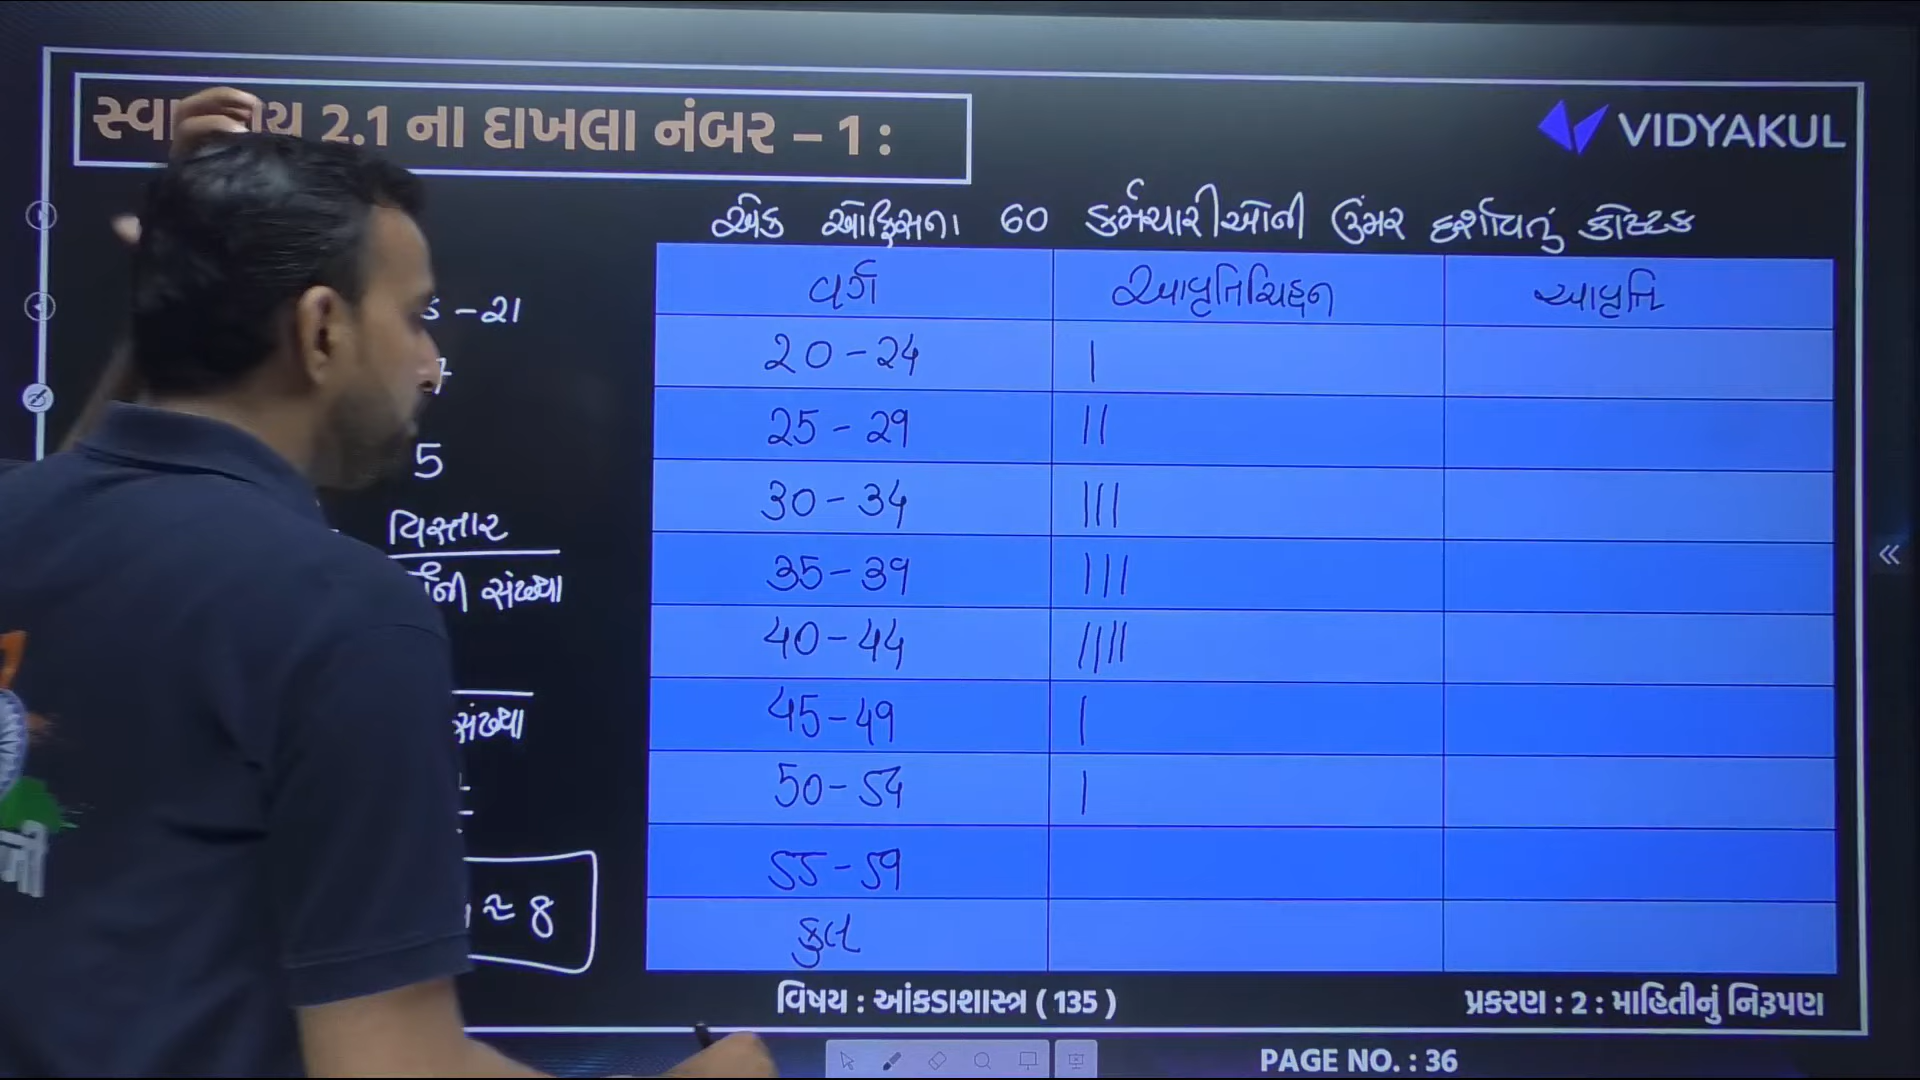 2.1 ના દાખલા નંબર – 1 :
VIDYAKUL
એક ઓફિસના 60 કર્મચારીઓની ઉંમર દર્શાવતું કોષ્ટક
વર્ગ આવૃત્તિચિહ્ન આવૃત્તિ
20 - 24 |
25 - 29 ||
30 - 34 |||
35 - 39 |||
40 - 44 ||||
45 - 49 |
50 - 54 |
55 - 59
કુલ
- 21
5
વિસ્તાર
સંખ્યા
સંખ્યા
≈ 8
વિષય : આંકડાશાસ્ત્ર ( 135 )
પ્રકરણ : 2 : માહિતીનું નિરૂપણ
PAGE NO. : 36